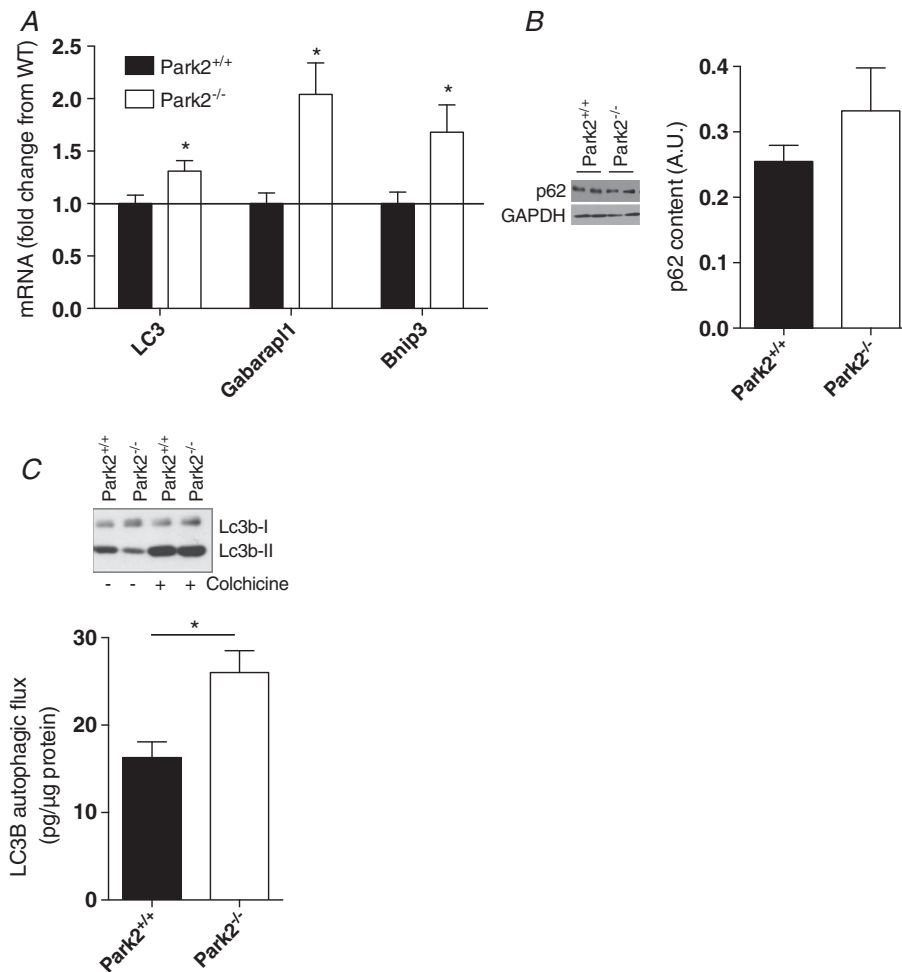 A
mRNA (fold change from WT)
2.5
2.0
1.5
1.0
0.5
0.0
Park2+/+
Park2-/-
*
*
*
LC3
Gabarapl1
Bnip3
B
Park2+/+
Park2-/-
p62
GAPDH
p62 content (A.U.)
0.4
0.3
0.2
0.1
0.0
Park2+/+
Park2-/-
C
Park2+/+
Park2-/-
Park2+/+
Park2-/-
Lc3b-I
Lc3b-II
- - + + Colchicine
LC3B autophagic flux
(pg/µg protein)
30
20
10
0
*
Park2+/+
Park2-/-